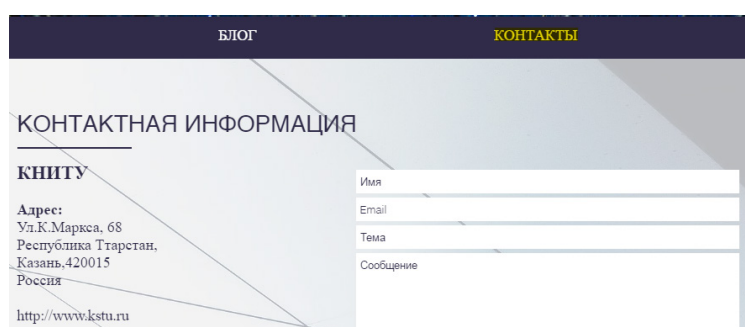 БЛОГ КОНТАКТЫ
КОНТАКТНАЯ ИНФОРМАЦИЯ
КНИТУ
Адрес:
Ул.К.Маркса, 68
Республика Ттарстан,
Казань,420015
Россия
http://www.kstu.ru
Имя
Email
Тема
Сообщение